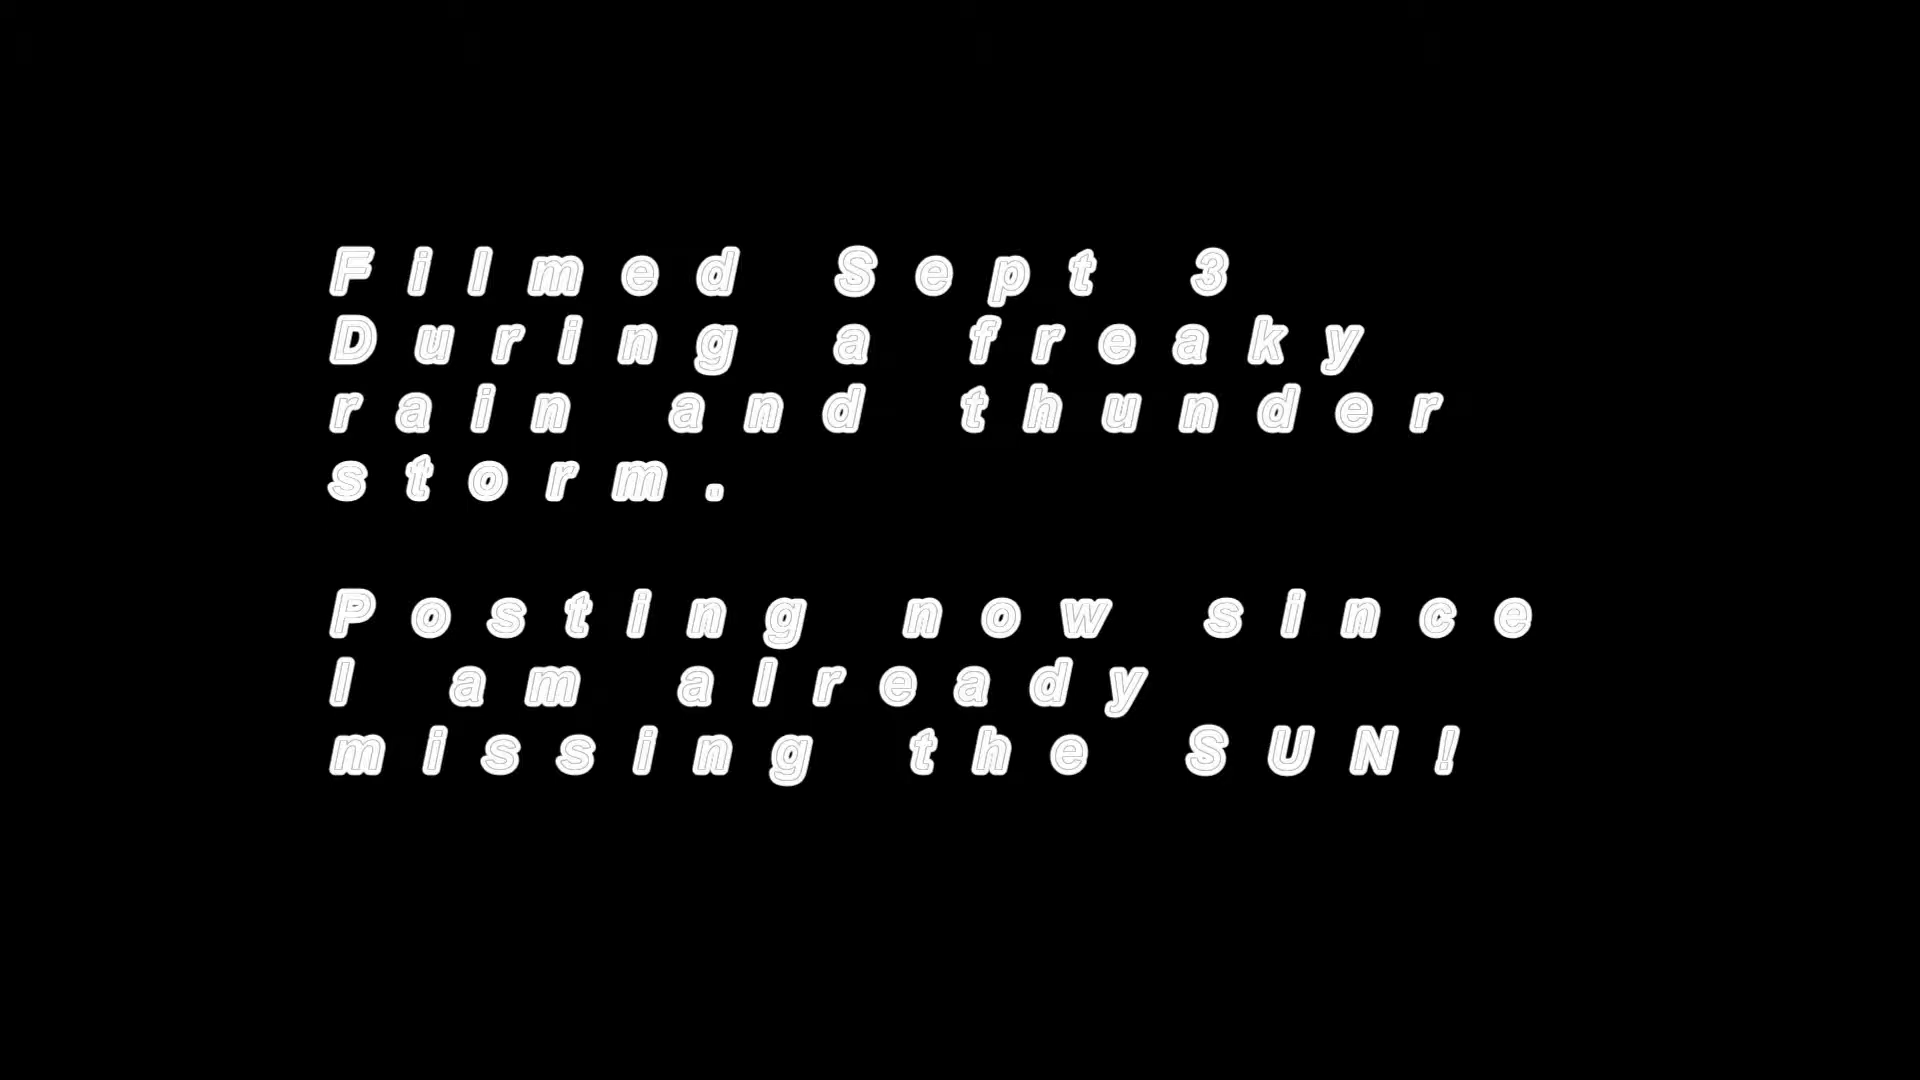 Filmed Sept 3
During a freaky
rain and thunder
storm.
Posting now since
I am already
missing the SUN!